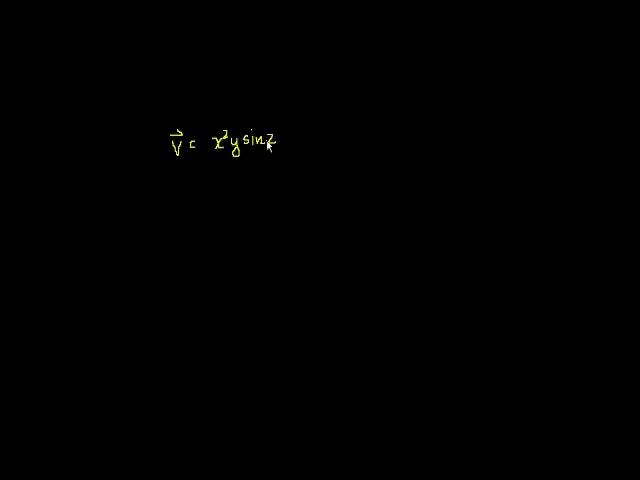 v⃗ = x²y sin z